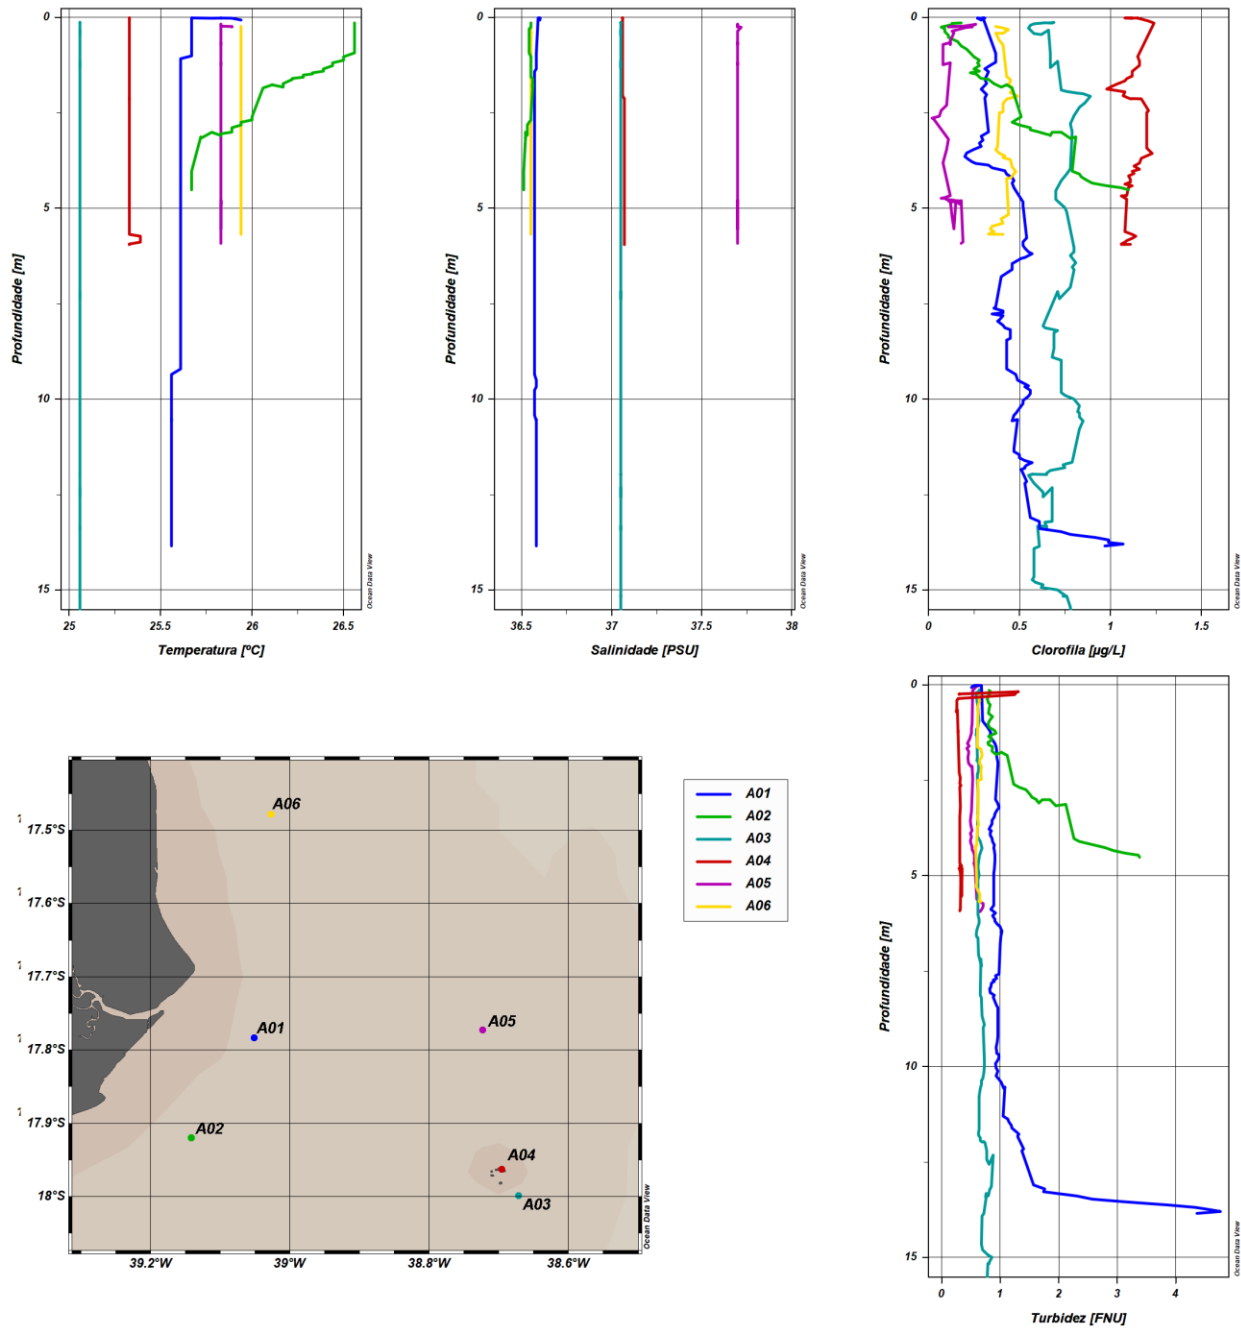 0
5
10
15
Profundidade [m]
25
25.5
26
26.5
Temperatura [ºC]
Ocean Data View
0
5
10
15
Profundidade [m]
36.5
37
37.5
38
Salinidade [PSU]
Ocean Data View
0
5
10
15
Profundidade [m]
0
0.5
1
1.5
Clorofila [µg/L]
Ocean Data View
17.5°S
17.6°S
17.7°S
17.8°S
17.9°S
18°S
39.2°W
39°W
38.8°W
38.6°W
A06
A01
A05
A02
A04
A03
Ocean Data View
A01
A02
A03
A04
A05
A06
0
5
10
15
Profundidade [m]
0
1
2
3
4
Turbidez [FNU]
Ocean Data View